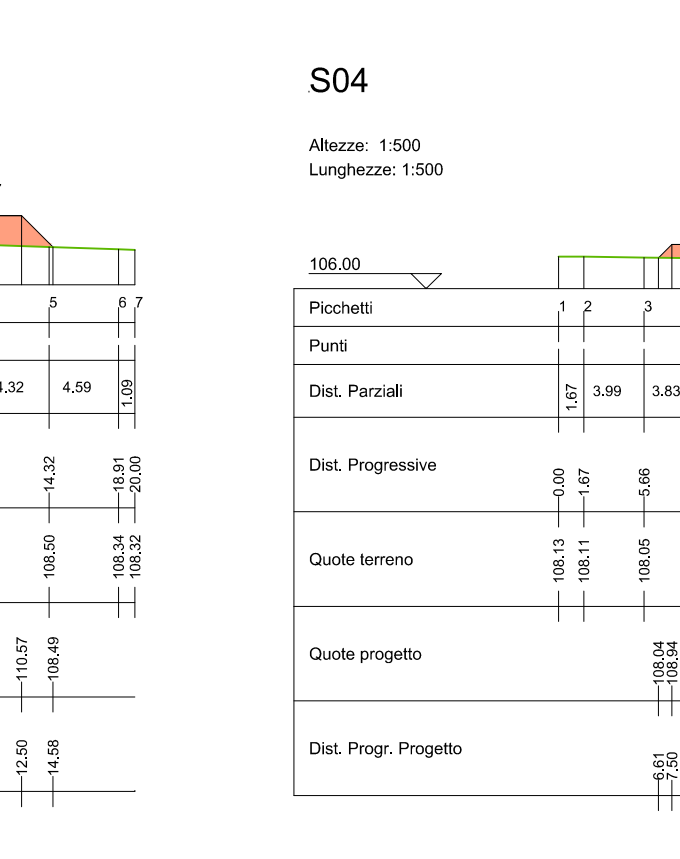 5 6 7
4.32 4.59 1.09
14.32 18.91 20.00
108.50 108.34 108.32
110.57 108.49
12.50 14.58
S04
Altezze: 1:500
Lunghezze: 1:500
106.00
Picchetti 1 2 3
Punti
Dist. Parziali 1.67 3.99 3.83
Dist. Progressive 0.00 1.67 5.66
Quote terreno 108.13 108.11 108.05
Quote progetto 108.04 108.94
Dist. Progr. Progetto 6.61 7.50